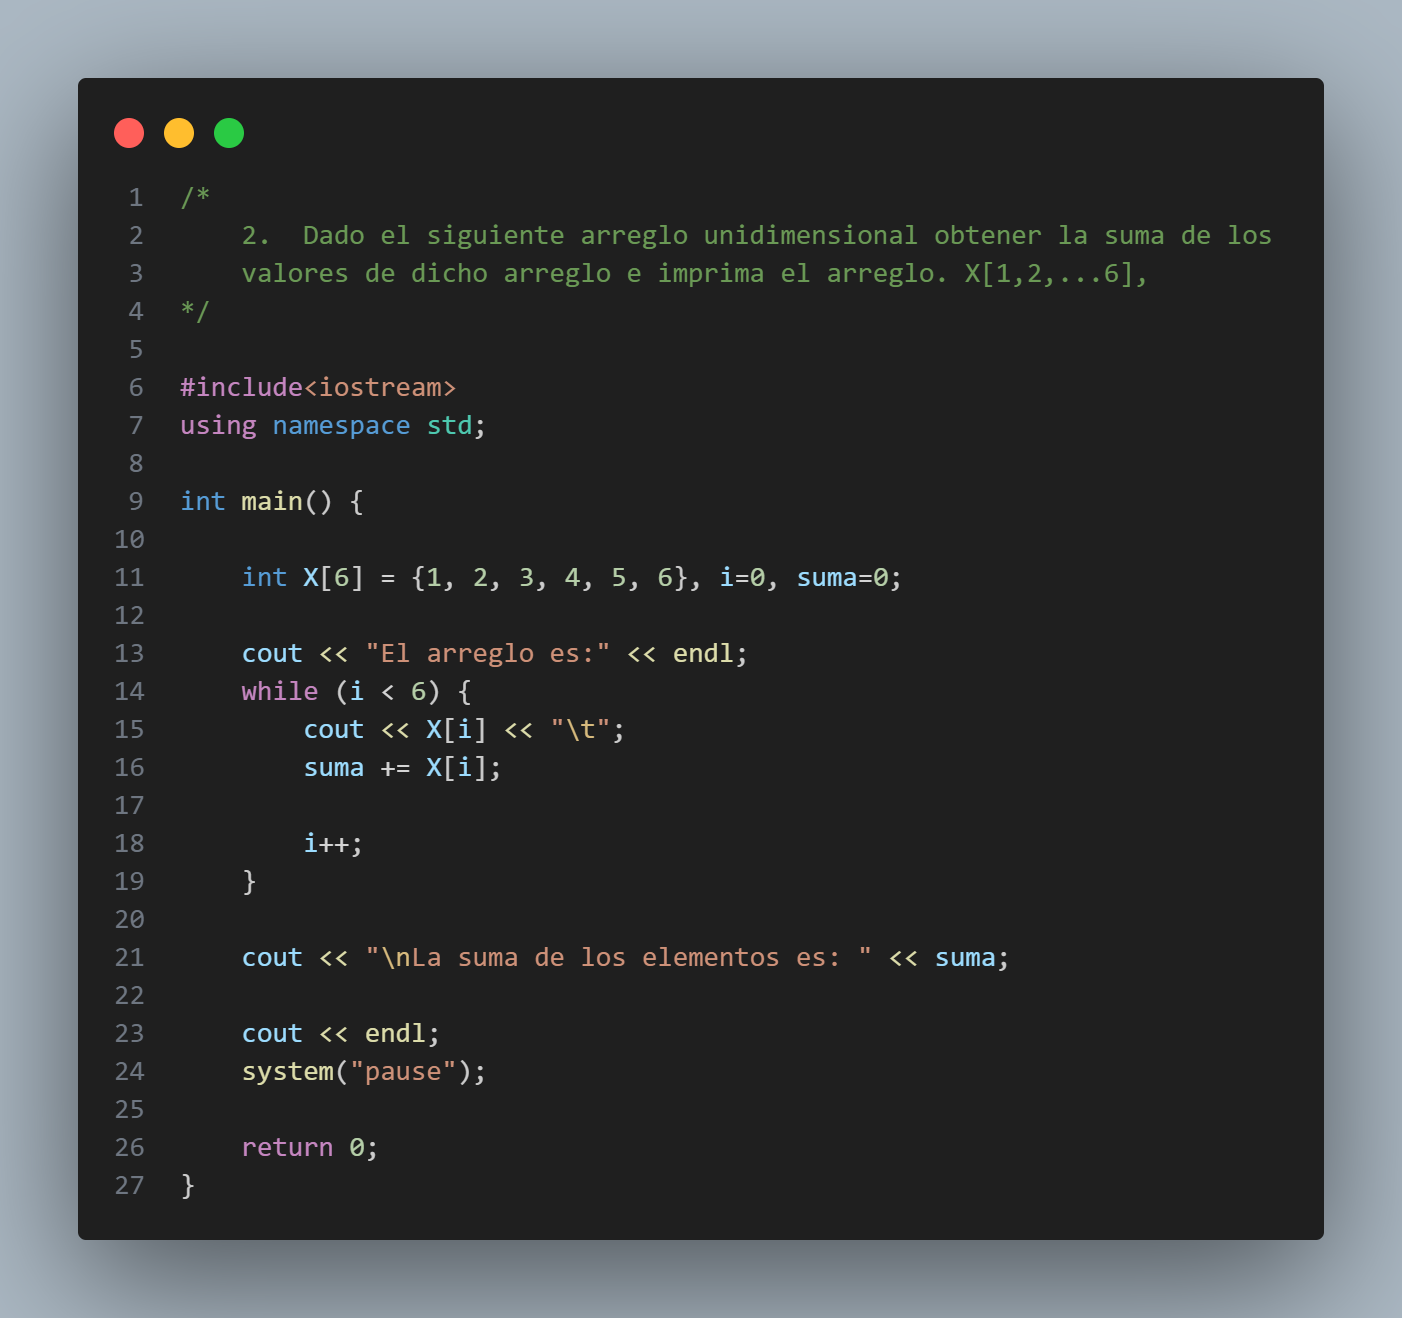 1 /*
2     2.  Dado el siguiente arreglo unidimensional obtener la suma de los
3     valores de dicho arreglo e imprima el arreglo. X[1,2,...6],
4 */
5
6 #include<iostream>
7 using namespace std;
8
9 int main() {
10
11     int X[6] = {1, 2, 3, 4, 5, 6}, i=0, suma=0;
12
13     cout << "El arreglo es:" << endl;
14     while (i < 6) {
15         cout << X[i] << "\t";
16         suma += X[i];
17
18         i++;
19     }
20
21     cout << "\nLa suma de los elementos es: " << suma;
22
23     cout << endl;
24     system("pause");
25
26     return 0;
27 }